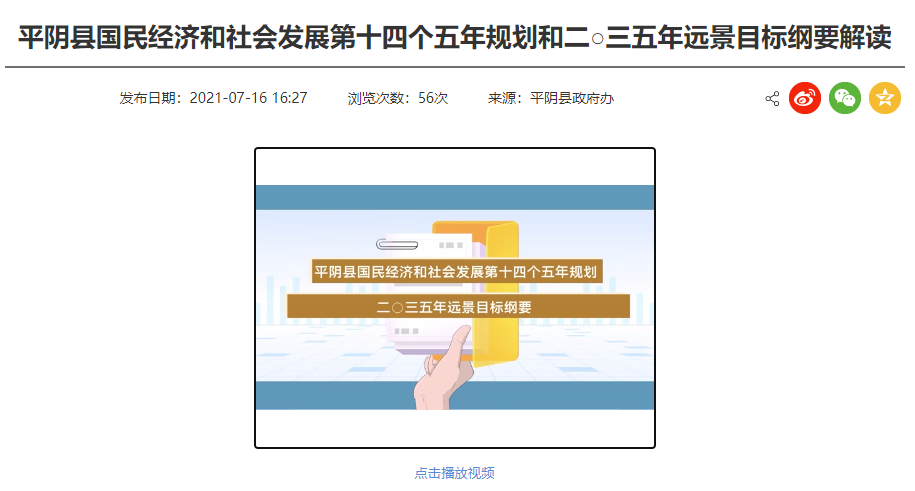 平阴县国民经济和社会发展第十四个五年规划和二○三五年远景目标纲要解读
发布日期：2021-07-16 16:27 浏览次数：56次 来源：平阴县政府办
平阴县国民经济和社会发展第十四个五年规划
二○三五年远景目标纲要
点击播放视频